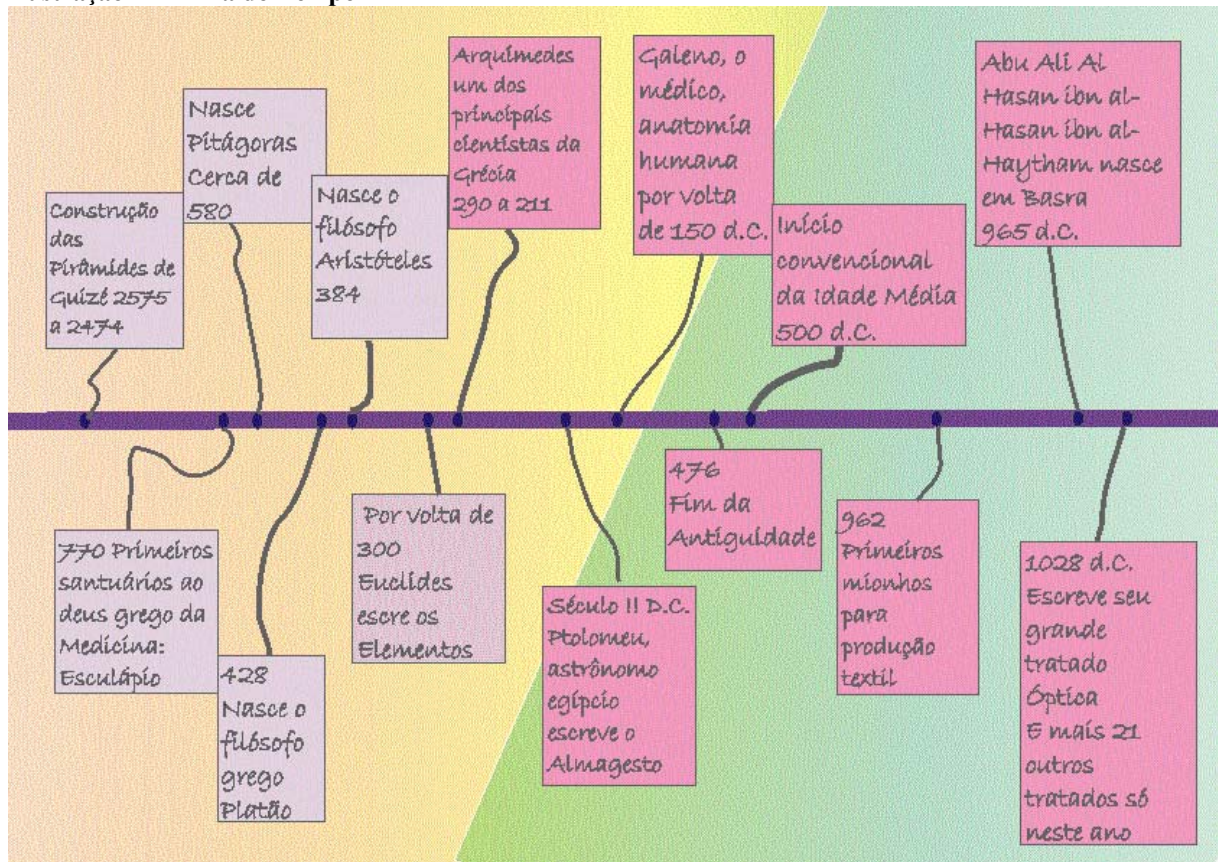 Construção
das
Pirâmides de
Guizé 2575
a 2474
Nasce
Pitágoras
Cerca de
580
Nasce o
filósofo
Aristóteles
384
Arquimedes
um dos
principais
cientistas da
Grécia
290 a 211
Galeno, o
médico,
anatomia
humana
por volta
de 150 d.C.
Início
convencional
da Idade Média
500 d.C.
Abu Ali Al
Hasan ibn al-
Hasan ibn al-
Haytham nasce
em Basra
965 d.C.
770 Primeiros
santuários ao
deus grego da
Medicina:
Esculápio
428
Nasce o
filósofo
grego
Platão
Por volta de
300
Euclides
escre os
Elementos
Século II D.C.
Ptolomeu,
astrônomo
egípcio
escreve o
Almagesto
476
Fim da
Antiguidade
962
Primeiros
mionhos
para
produção
textil
1028 d.C.
Escreve seu
grande
tratado
Óptica
E mais 21
outros
tratados só
neste ano